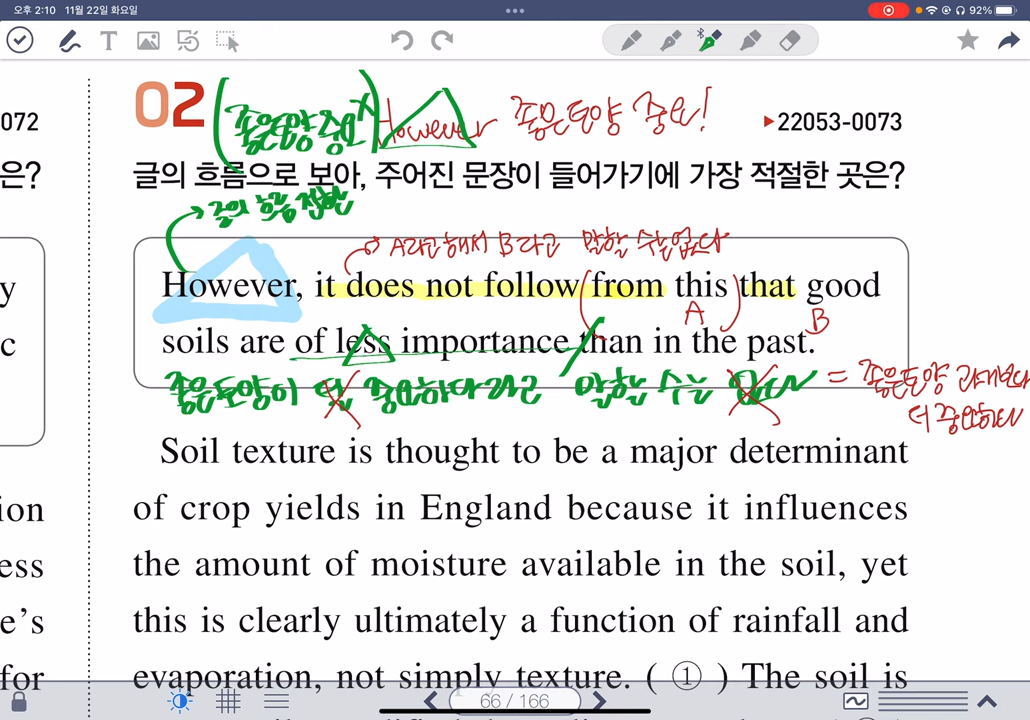 오후 2:10 11월 22일 화요일
92%
02 (좋은토양 중요X) However 좋은토양 중요!
072
▶22053-0073
은?
글의 흐름으로 보아, 주어진 문장이 들어가기에 가장 적절한 곳은?
→ 글의 흐름 전환
→ A라고 해서 B라고 말할 수는 없다
However, it does not follow from this that good
A
B
soils are of less importance than in the past.
좋은토양이 덜 중요하다라고 말할 수는 없다 = 좋은토양 과거보다
더 중요하다
y
c
Soil texture is thought to be a major determinant
ion
of crop yields in England because it influences
ess
the amount of moisture available in the soil, yet
e's
this is clearly ultimately a function of rainfall and
for
evaporation, not simply texture. ( ① ) The soil is
66 / 166